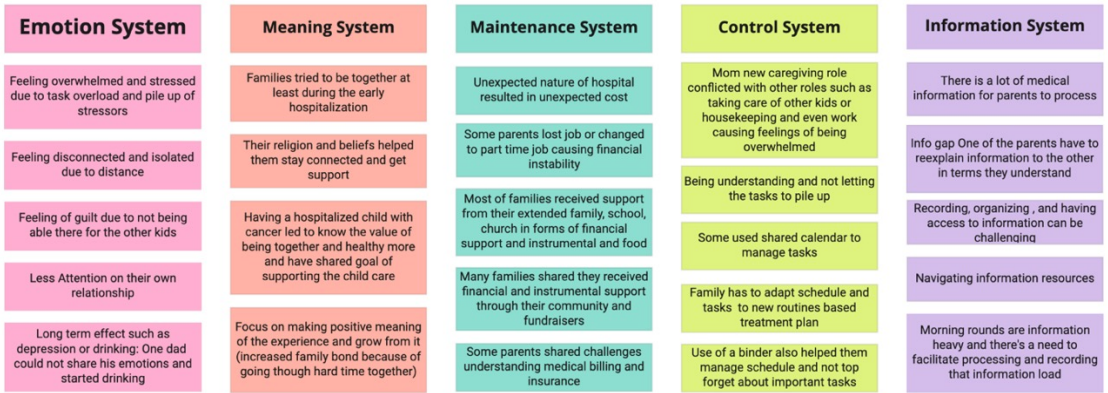 Emotion System
Feeling overwhelmed and stressed
due to task overload and pile up of
stressors
Feeling disconnected and isolated
due to distance
Feeling of guilt due to not being
able there for the other kids
Less Attention on their own
relationship
Long term effect such as
depression or drinking: One dad
could not share his emotions and
started drinking
Meaning System
Families tried to be together at
least during the early
hospitalization
Their religion and beliefs helped
them stay connected and get
support
Having a hospitalized child with
cancer led to know the value of
being together and healthy more
and have shared goal of
supporting the child care
Focus on making positive meaning
of the experience and grow from it
(increased family bond because of
going though hard time together)
Maintenance System
Unexpected nature of hospital
resulted in unexpected cost
Some parents lost job or changed
to part time job causing financial
instability
Most of families received support
from their extended family, school,
church in forms of financial
support and instrumental and food
Many families shared they received
financial and instrumental support
through their community and
fundraisers
Some parents shared challenges
understanding medical billing and
insurance
Control System
Mom new caregiving role
conflicted with other roles such as
taking care of other kids or
housekeeping and even work
causing feelings of being
overwhelmed
Being understanding and not letting
the tasks to pile up
Some used shared calendar to
manage tasks
Family has to adapt schedule and
tasks to new routines based
treatment plan
Use of a binder also helped them
manage schedule and not top
forget about important tasks
Information System
There is a lot of medical
information for parents to process
Info gap One of the parents have to
reexplain information to the other
in terms they understand
Recording, organizing , and having
access to information can be
challenging
Navigating information resources
Morning rounds are information
heavy and there's a need to
facilitate processing and recording
that information load